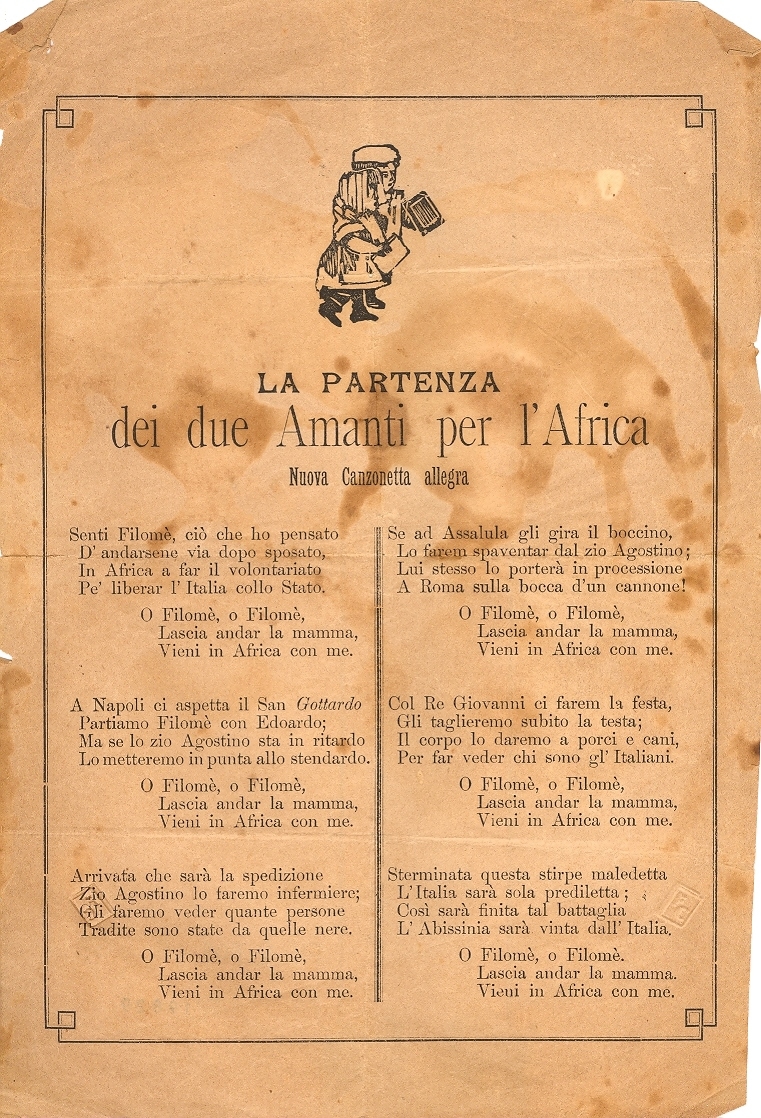 LA PARTENZA
dei due Amanti per l'Africa
Nuova Canzonetta allegra
Senti Filomè, ciò che ho pensato
D' andarsene via dopo sposato,
In Africa a far il volontariato
Pe' liberar l' Italia collo Stato.
O Filomè, o Filomè,
Lascia andar la mamma,
Vieni in Africa con me.
A Napoli ci aspetta il San Gottardo
Partiamo Filomè con Edoardo;
Ma se lo zio Agostino sta in ritardo
Lo metteremo in punta allo stendardo.
O Filomè, o Filomè,
Lascia andar la mamma,
Vieni in Africa con me.
Arrivata che sarà la spedizione
Zio Agostino lo faremo infermiere;
Gli faremo veder quante persone
Tradite sono state da quelle nere.
O Filomè, o Filomè,
Lascia andar la mamma,
Vieni in Africa con me.
Se ad Assalula gli gira il boccino,
Lo farem spaventar dal zio Agostino;
Lui stesso lo porterà in processione
A Roma sulla bocca d'un cannone!
O Filomè, o Filomè,
Lascia andar la mamma,
Vieni in Africa con me.
Col Re Giovanni ci farem la festa,
Gli taglieremo subito la testa;
Il corpo lo daremo a porci e cani,
Per far veder chi sono gl' Italiani.
O Filomè, o Filomè,
Lascia andar la mamma,
Vieni in Africa con me.
Sterminata questa stirpe maledetta
L'Italia sarà sola prediletta ;
Così sarà finita tal battaglia
L' Abissinia sarà vinta dall' Italia.
O Filomè, o Filomè.
Lascia andar la mamma.
Vieui in Africa con me.